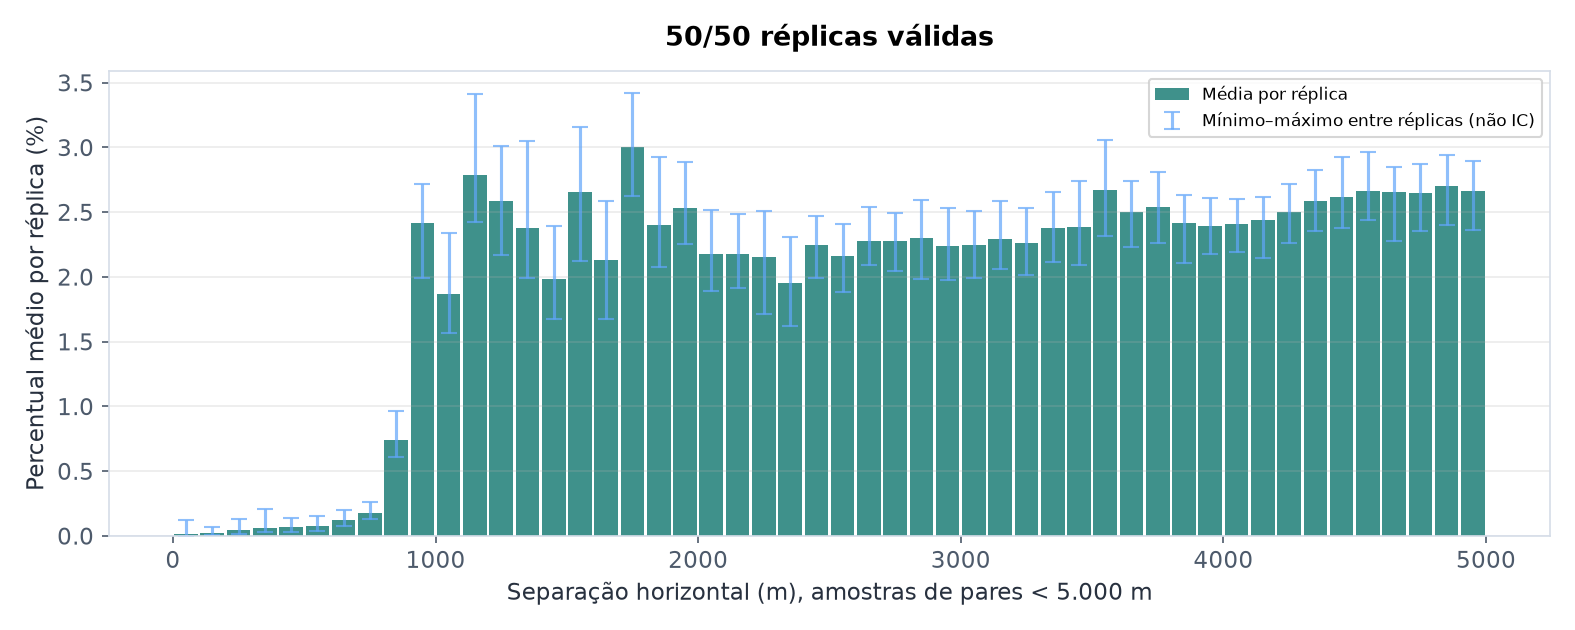 50/50 réplicas válidas
Percentual médio por réplica (%)
3.5
3.0
2.5
2.0
1.5
1.0
0.5
0.0
Média por réplica
Mínimo–máximo entre réplicas (não IC)
0 1000 2000 3000 4000 5000
Separação horizontal (m), amostras de pares < 5.000 m